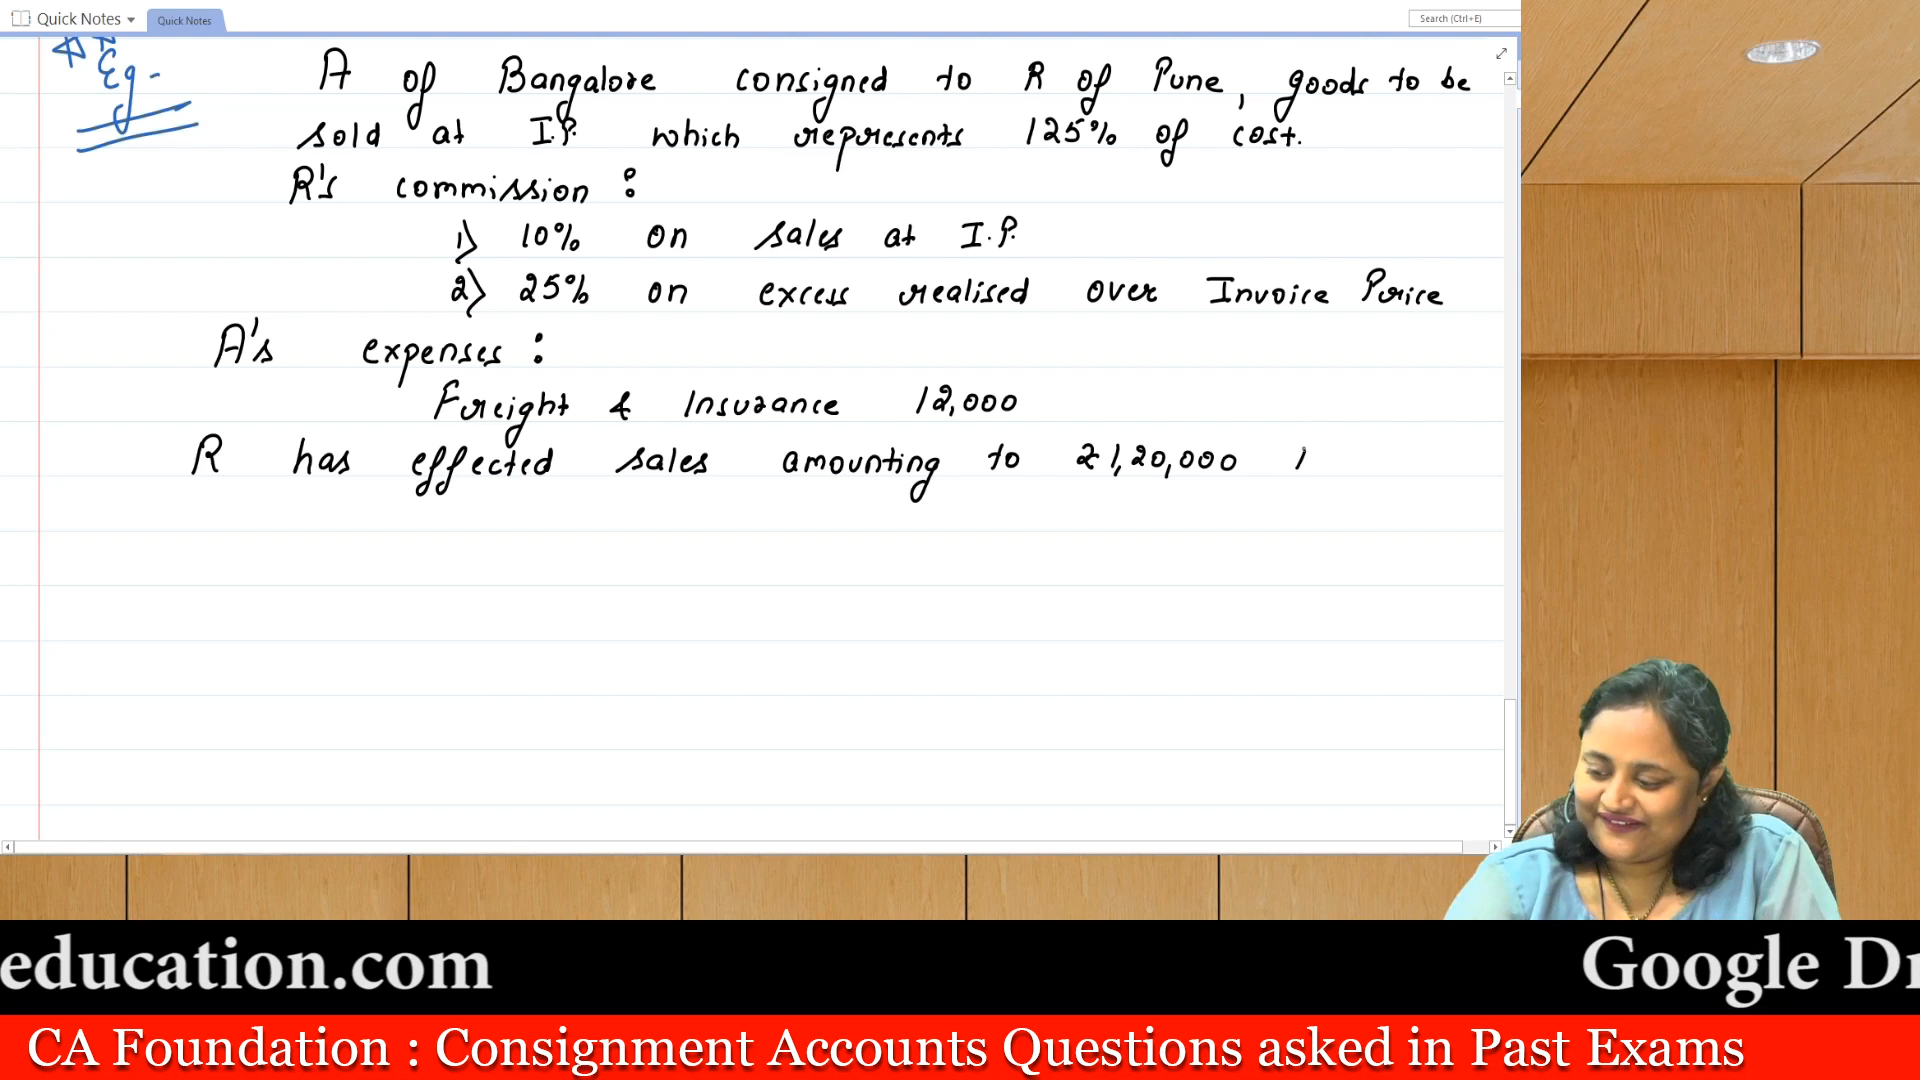 Quick Notes
Quick Notes
Search (Ctrl+E)
Eg -
A of Bangalore consigned to R of Pune, goods to be
sold at I.P. which represents 125% of cost.
R's commission :
1) 10% on sales at I.P.
2) 25% on excess realised over Invoice Price
A's expenses :
Freight & Insurance 12,000
R has effected sales amounting to 21,20,000
education.com
Google Dr
CA Foundation : Consignment Accounts Questions asked in Past Exams